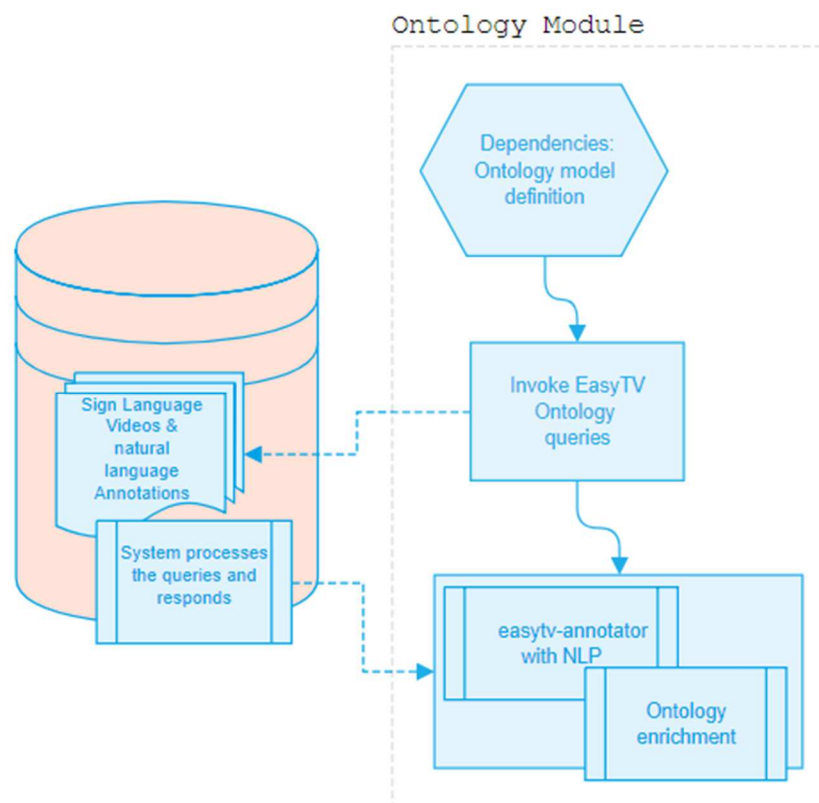 Ontology Module
Dependencies:
Ontology model
definition
Invoke EasyTV
Ontology
queries
Sign Language
Videos &
natural
language
Annotations
System processes
the queries and
responds
easytv-annotator
with NLP
Ontology
enrichment